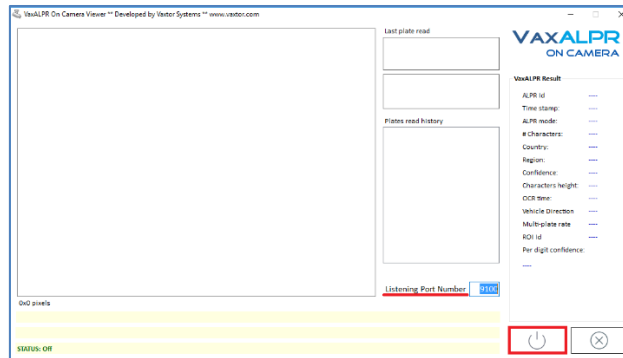 VaxALPR On Camera Viewer ** Developed by Vaxtor Systems ** www.vaxtor.com
Last plate read
VAXALPR
ON CAMERA
VaxALPR Result
ALPR Id ----
Time stamp: ----
ALPR mode: ----
Plates read history
# Characters: ----
Country: ----
Region: ----
Confidence: ----
Characters height: ----
OCR time: ----
Vehicle Direction ----
Multi-plate rate ----
ROI Id ----
Per digit confidence:
----
Listening Port Number 9100
0x0 pixels
STATUS: Off